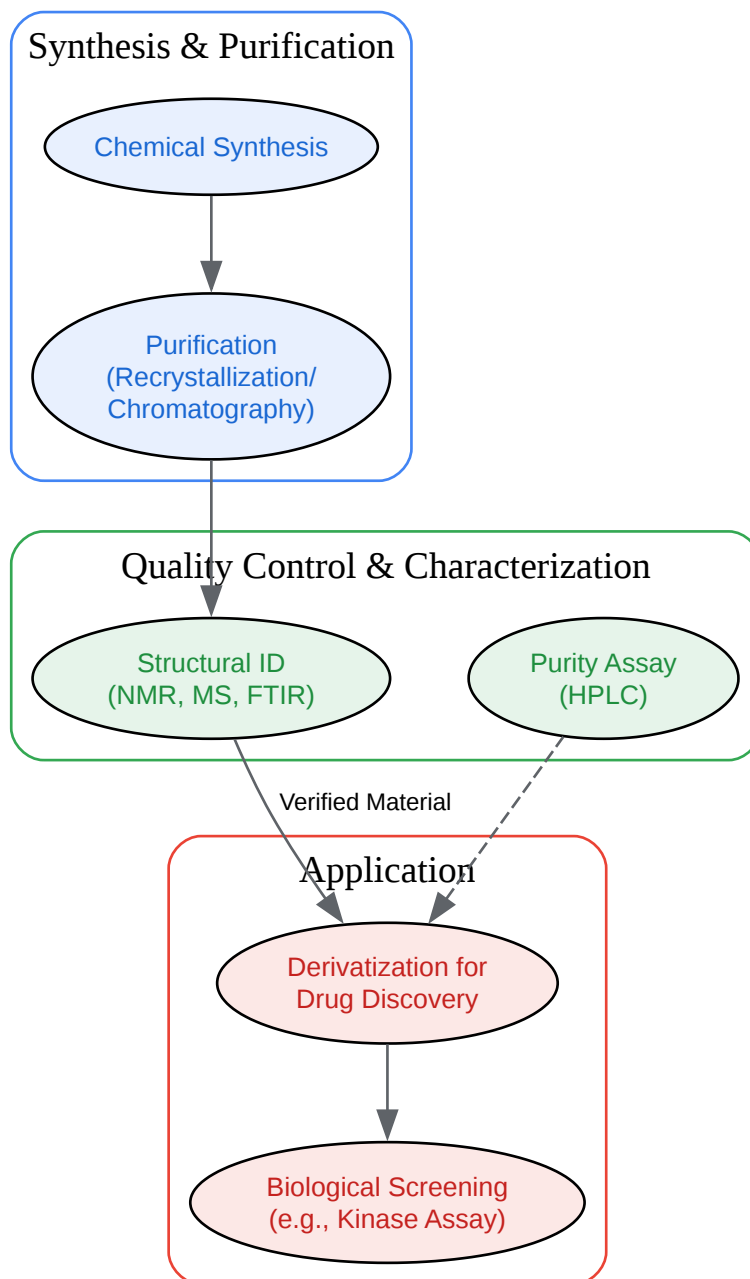 Synthesis & Purification
Chemical Synthesis
Purification
(Recrystallization/
Chromatography)
Quality Control & Characterization
Structural ID
(NMR, MS, FTIR)
Purity Assay
(HPLC)
Verified Material
Application
Derivatization for
Drug Discovery
Biological Screening
(e.g., Kinase Assay)